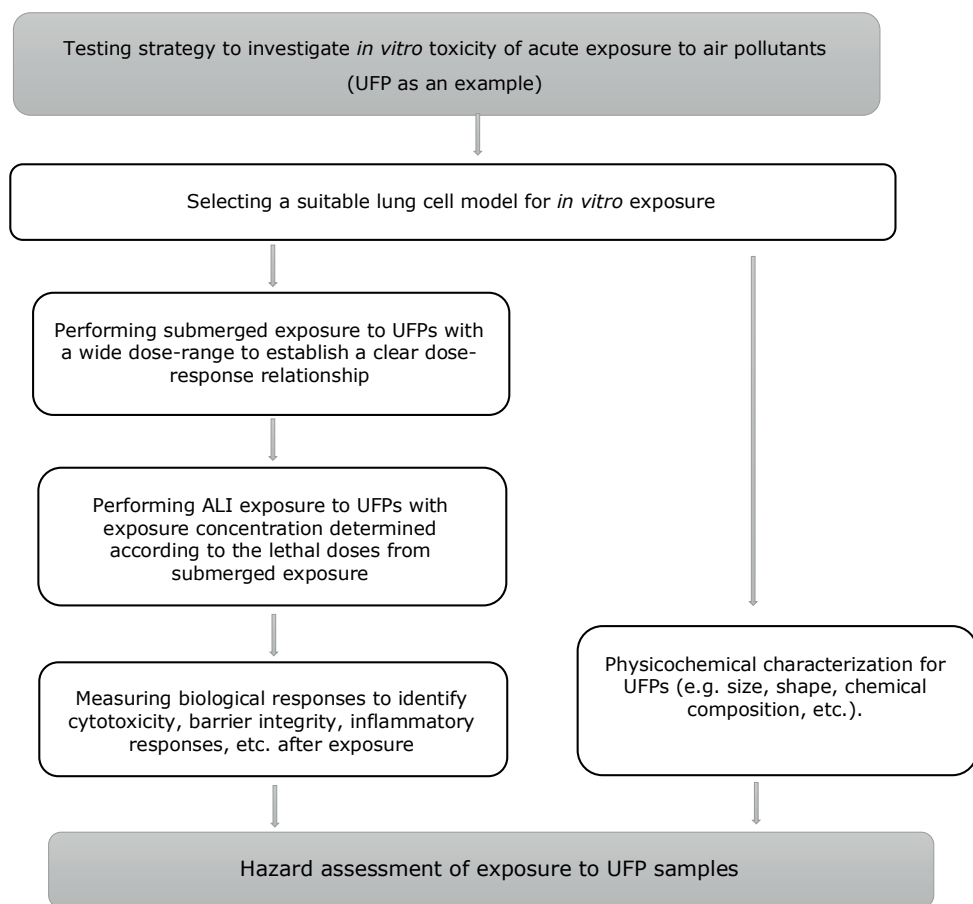 Testing strategy to investigate in vitro toxicity of acute exposure to air pollutants
(UFP as an example)
Selecting a suitable lung cell model for in vitro exposure
Performing submerged exposure to UFPs with
a wide dose-range to establish a clear dose-
response relationship
Performing ALI exposure to UFPs with
exposure concentration determined
according to the lethal doses from
submerged exposure
Measuring biological responses to identify
cytotoxicity, barrier integrity, inflammatory
responses, etc. after exposure
Physicochemical characterization for
UFPs (e.g. size, shape, chemical
composition, etc.).
Hazard assessment of exposure to UFP samples